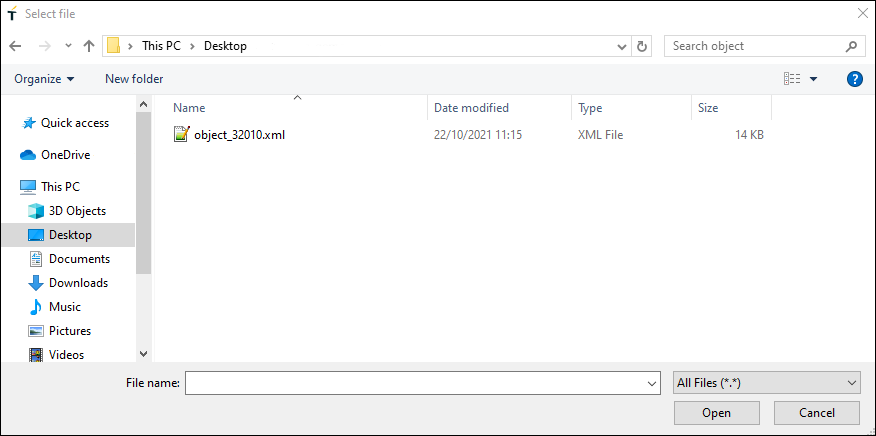 Select file
This PC > Desktop
Search object
Organize
New folder
Name Date modified Type Size
object_32010.xml 22/10/2021 11:15 XML File 14 KB
Quick access
OneDrive
This PC
3D Objects
Desktop
Documents
Downloads
Music
Pictures
Videos
File name:
All Files (*.*)
Open
Cancel